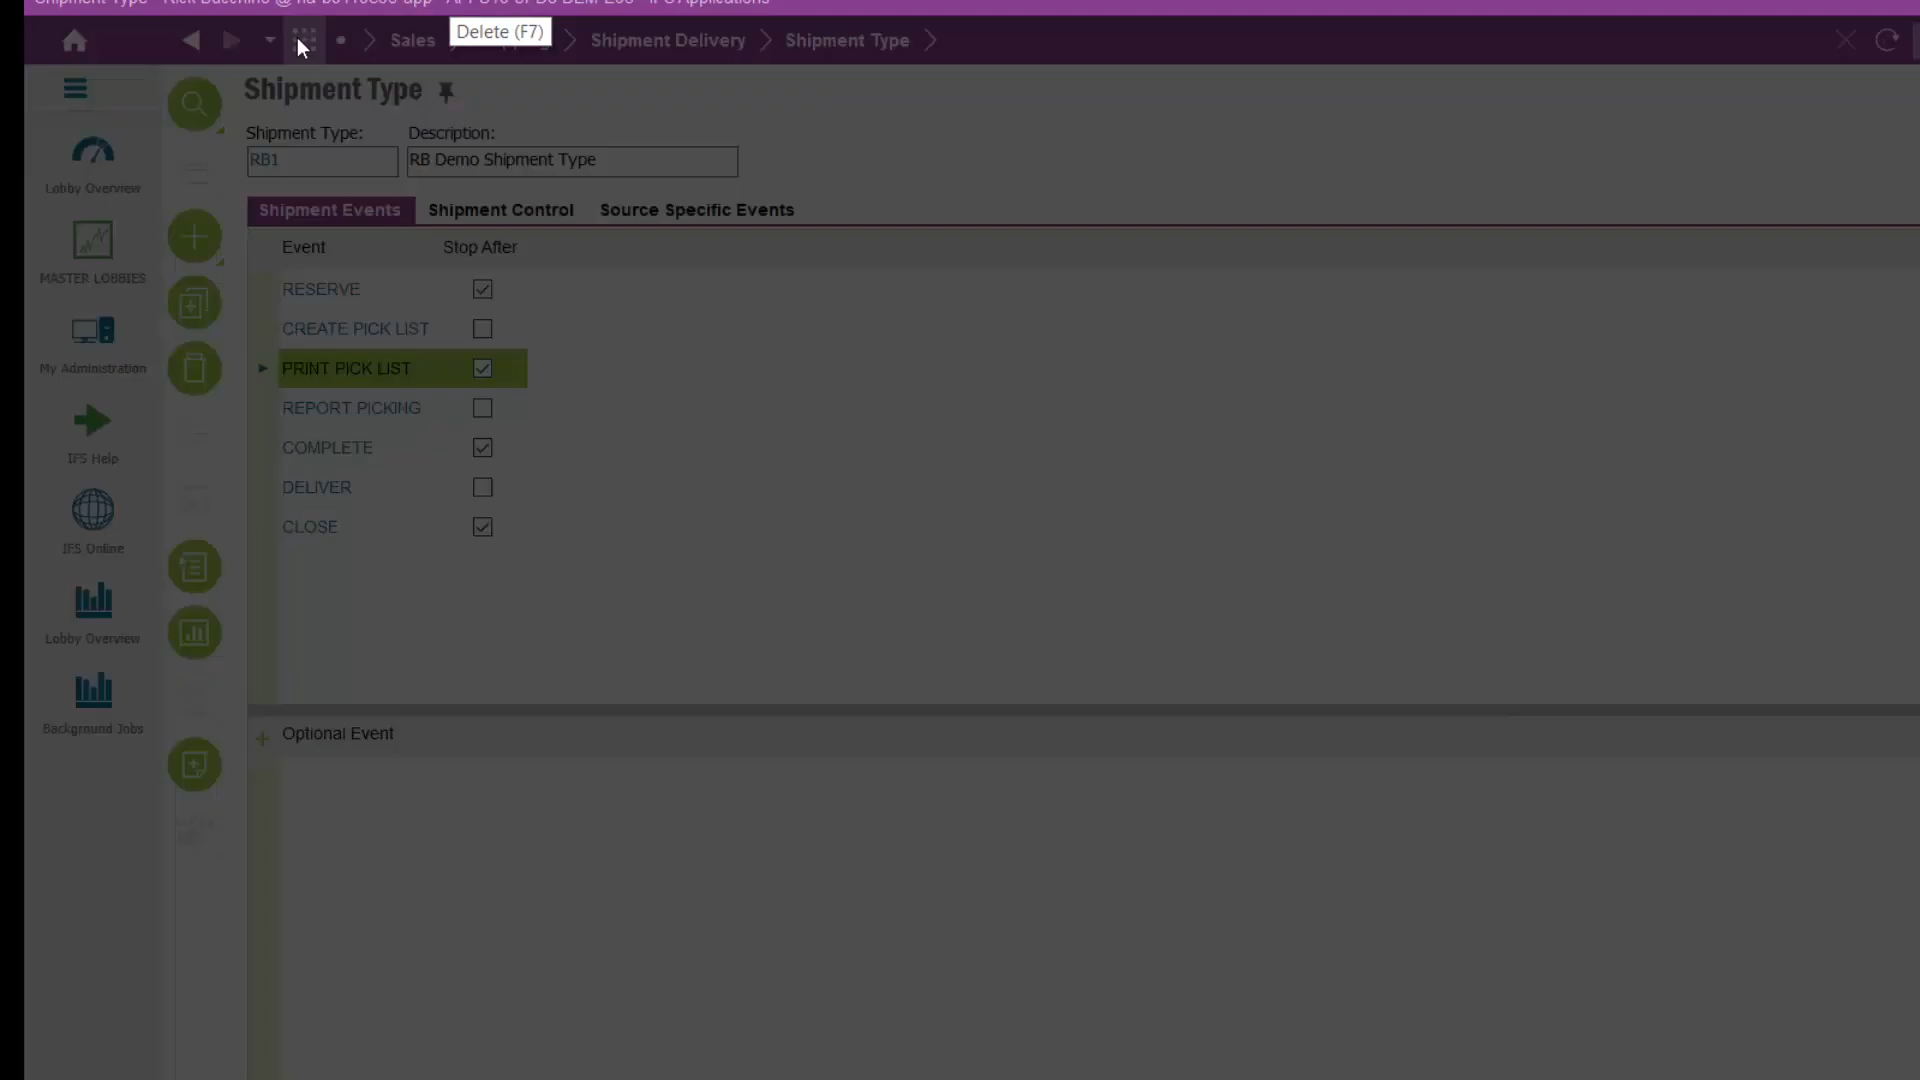 Delete (F7)
Sales
Shipment Delivery
Shipment Type
Shipment Type
Shipment Type:
Description:
RB1
RB Demo Shipment Type
Shipment Events
Shipment Control
Source Specific Events
Event
Stop After
RESERVE
CREATE PICK LIST
PRINT PICK LIST
REPORT PICKING
COMPLETE
DELIVER
CLOSE
Optional Event
Lobby Overview
MASTER LOBBIES
My Administration
IFS Help
IFS Online
Lobby Overview
Background Jobs